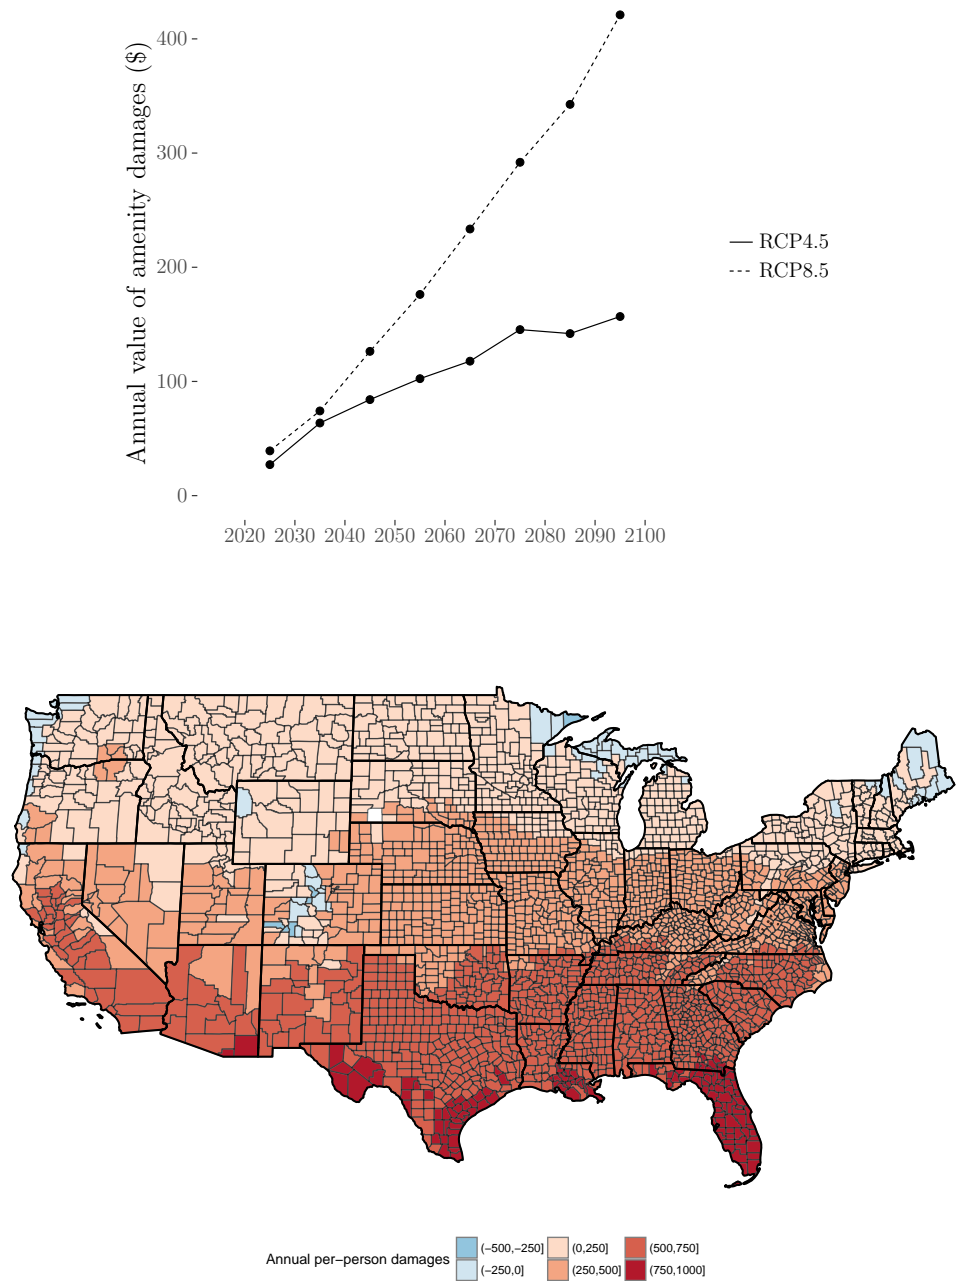 Annual value of amenity damages ($)
400
300
200
100
0
2020 2030 2040 2050 2060 2070 2080 2090 2100
RCP4.5
RCP8.5
Annual per−person damages
(−500,−250] (0,250] (500,750]
(−250,0] (250,500] (750,1000]